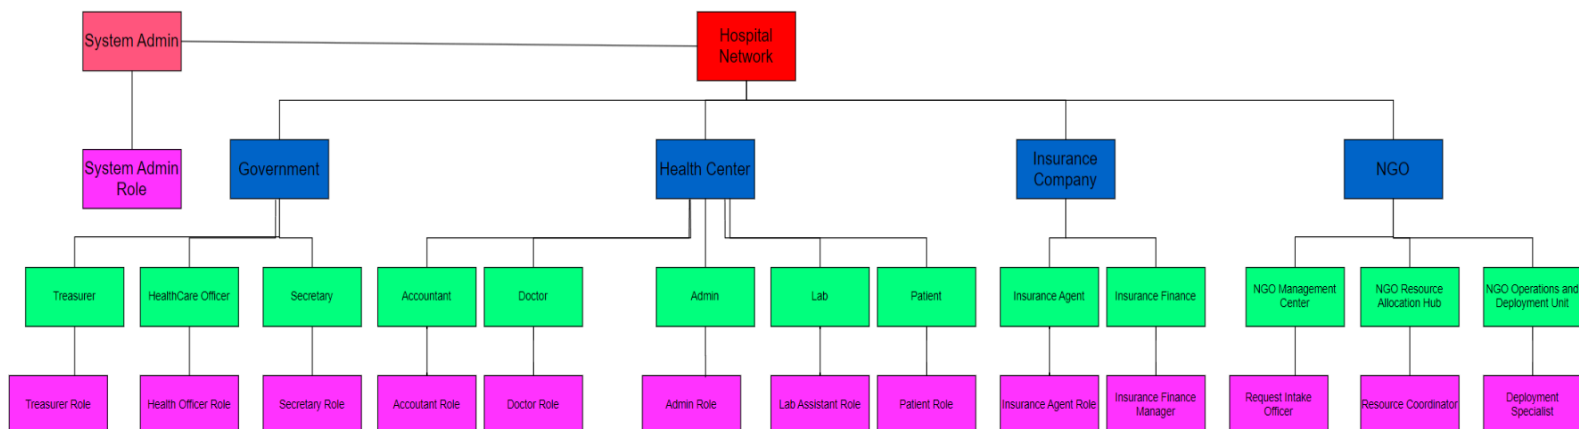 System Admin
Hospital
Network
System Admin
Role
Government
Health Center
Insurance
Company
NGO
Treasurer
HealthCare Officer
Secretary
Accountant
Doctor
Admin
Lab
Patient
Insurance Agent
Insurance Finance
NGO Management
Center
NGO Resource
Allocation Hub
NGO Operations and
Deployment Unit
Treasurer Role
Health Officer Role
Secretary Role
Accoutant Role
Doctor Role
Admin Role
Lab Assistant Role
Patient Role
Insurance Agent Role
Insurance Finance
Manager
Request Intake
Officer
Resource Coordinator
Deployment
Specialist